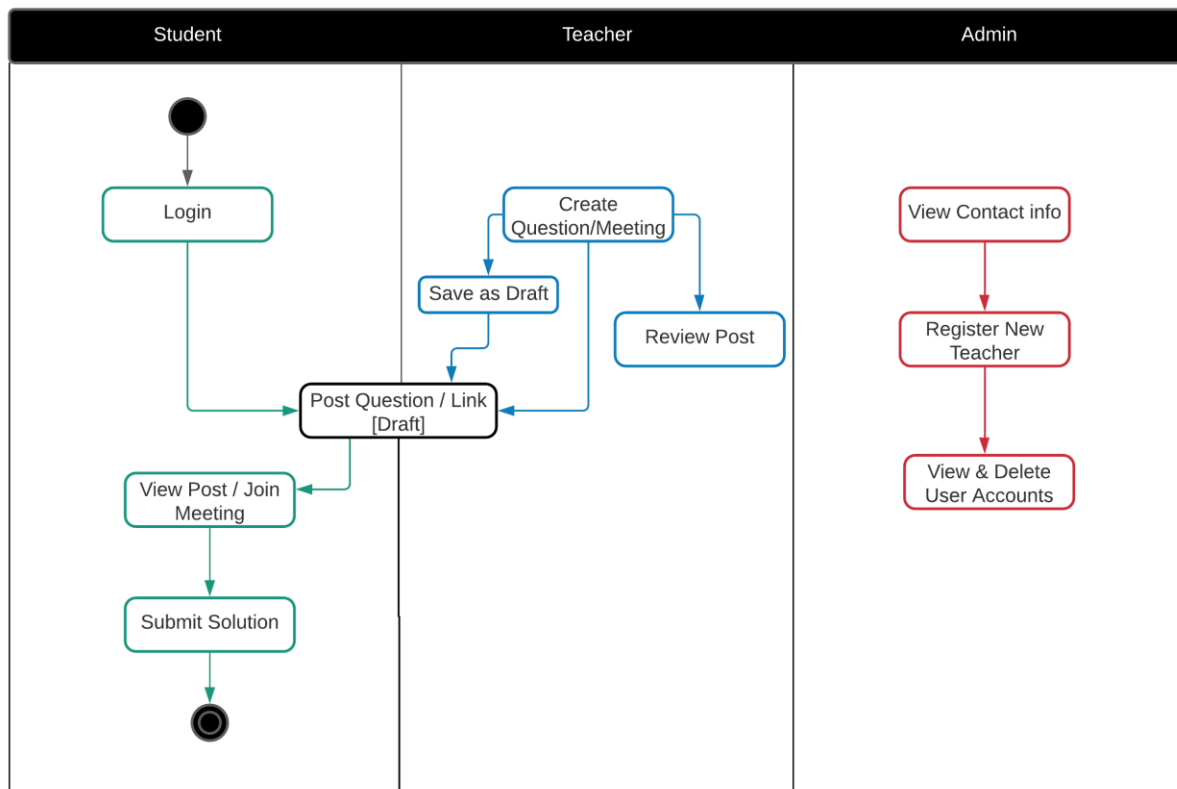 Student
Teacher
Admin
Login
Create
Question/Meeting
View Contact info
Save as Draft
Review Post
Register New
Teacher
Post Question / Link
[Draft]
View Post / Join
Meeting
View & Delete
User Accounts
Submit Solution